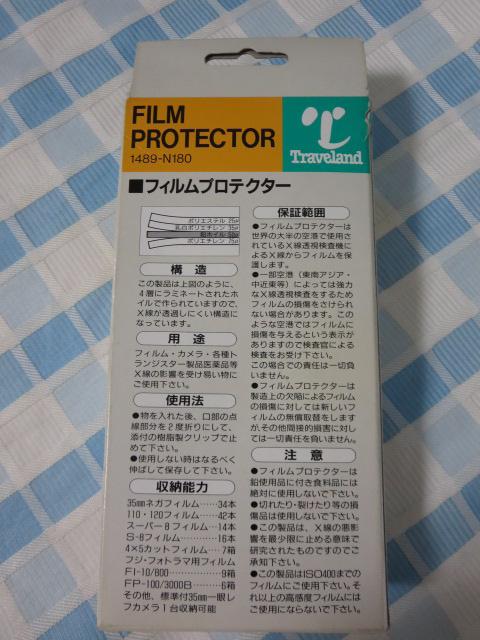 FILM
PROTECTOR
1489-N180
Traveland
■フィルムプロテクター
ポリエステル 25μ
乳白ポリエチレン 35μ
鉛ホイル 50μ
ポリエチレン 75μ
構造
この製品は上図のように、
4層にラミネートされたホ
イルで作られていますので、
X線が透過しにくい構造に
なっています。
用途
フィルム・カメラ・各種ト
ランジスター製品医薬品等
X線の影響を受け易い物に
ご使用下さい。
使用法
●物を入れた後、口部の点
線部分を2度折りにして、
添付の樹脂製クリップで止
めて下さい。
●使用しない時はなるべく
伸ばして保存して下さい。
収納能力
35mmネガフィルム……34本
110・120フィルム……42本
スーパー8フィルム……14本
S-8フィルム……16本
4×5カットフィルム……7箱
フジ・フォトラマ用フィルム
FI-10/800……9箱
FP-100/3000B……6箱
その他、標準付35mm一眼レ
フカメラ1台収納可能
保証範囲
●フィルムプロテクターは
世界の大半の空港で使用さ
れているX線透視検査機に
よるX線からフィルムを保
護します。
●一部空港（東南アジア・
中近東等）によっては強力
なX線透視検査をするため
フィルムの損傷をさけられ
ない場合があります。この
ような空港ではフィルムに
損傷を与えるという表示が
ありますので検査官による
検査をお受け下さい。
この場合での責任は一切負
いません。
●フィルムプロテクターは
製造上の欠陥によるフィルム
の損傷に対しては新しいフィ
ルムの無償取替をします
が、その他間接的損害に対し
ては一切責任を負いません。
注意
●フィルムプロテクターは
鉛使用品に付き食料品には
絶対に使用しないで下さい。
●切れたり・裂けたり等の損
傷品は使用しないで下さい。
●この製品は、X線の悪影
響を最少限に止める意味で
研究されたものですのでご
承知下さい。
●この製品はISO400までの
フィルムにご使用下さい。そ
れ以上の高感度フィルムに
はご使用にならないで下さい。